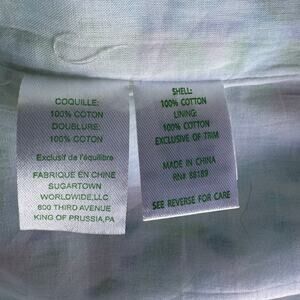 COQUILLE:
100% COTON
DOUBLURE:
100% COTON
Exclusif de l'équilibre
FABRIQUE EN CHINE
SUGARTOWN
WORLDWIDE,LLC
800 THIRD AVENUE
KING OF PRUSSIA,PA
SHELL:
100% COTTON
LINING:
100% COTTON
EXCLUSIVE OF TRIM
MADE IN CHINA
RN# 88189
SEE REVERSE FOR CARE